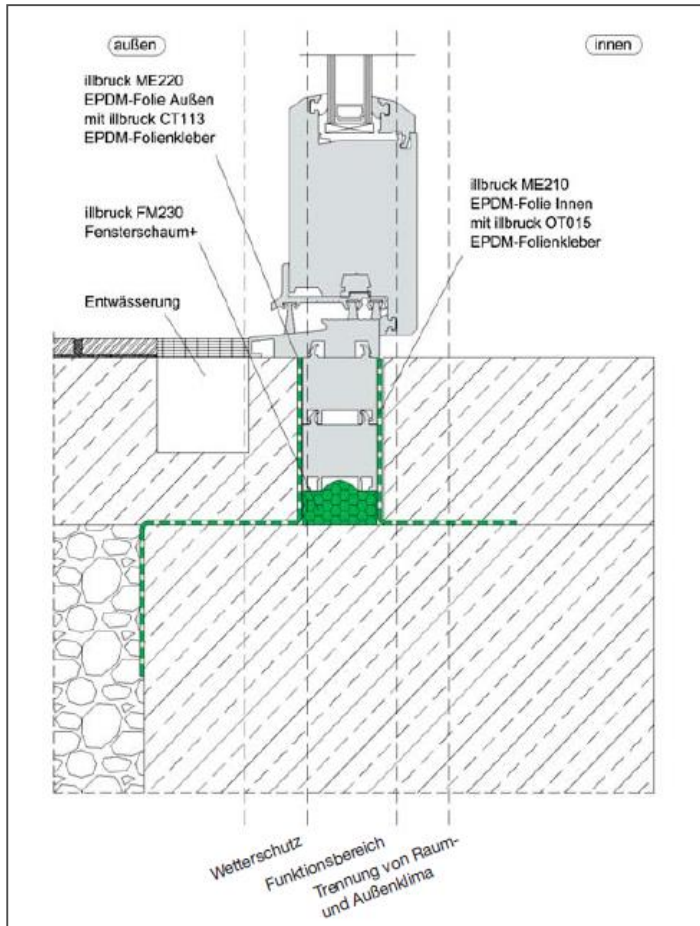 außen
innen
illbruck ME220
EPDM-Folie Außen
mit illbruck CT113
EPDM-Folienkleber
illbruck FM230
Fensterschaum+
Entwässerung
illbruck ME210
EPDM-Folie Innen
mit illbruck OT015
EPDM-Folienkleber
Wetterschutz
Funktionsbereich
Trennung von Raum-
und Außenklima